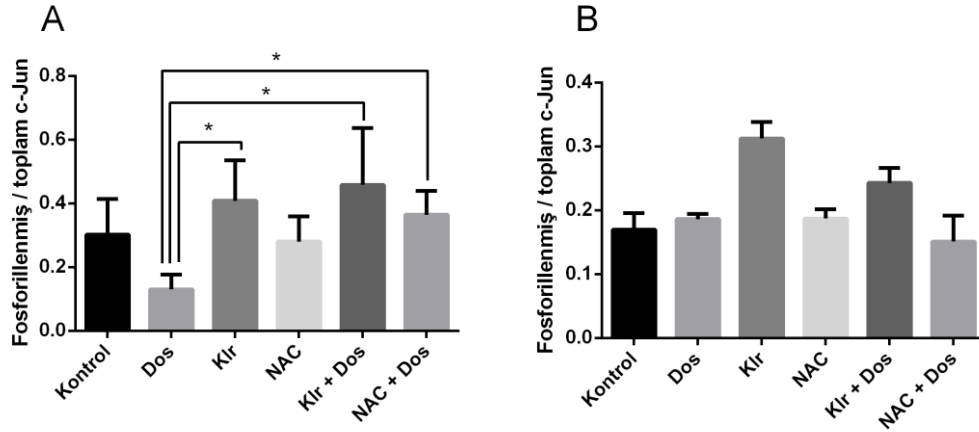 A
Fosforillenmiş / toplam c-Jun
0.8
0.6
0.4
0.2
0.0
*
*
*
Kontrol
Dos
Klr
NAC
Klr + Dos
NAC + Dos
B
Fosforillenmiş / toplam c-Jun
0.4
0.3
0.2
0.1
0.0
Kontrol
Dos
Klr
NAC
Klr + Dos
NAC + Dos